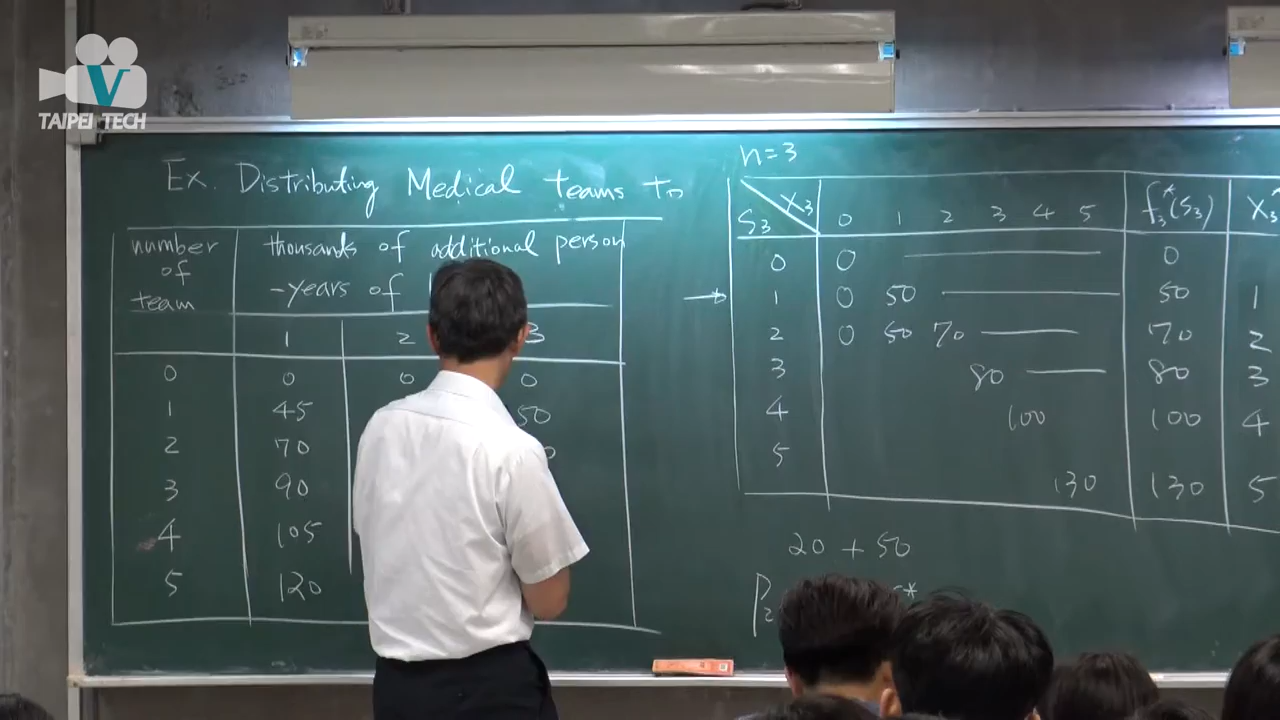 TAIPEI TECH
Ex. Distributing Medical teams to
number of team
thousands of additional person
-years of
1 2 3
0 0 0 0
1 45 50
2 70
3 90
4 105
5 120
n=3
S3 X3 0 1 2 3 4 5 f3*(S3) X3*
0 0 0
1 0 50 50 1
2 0 50 70 70 2
3 80 80 3
4 100 100 4
5 130 130 5
20 + 50